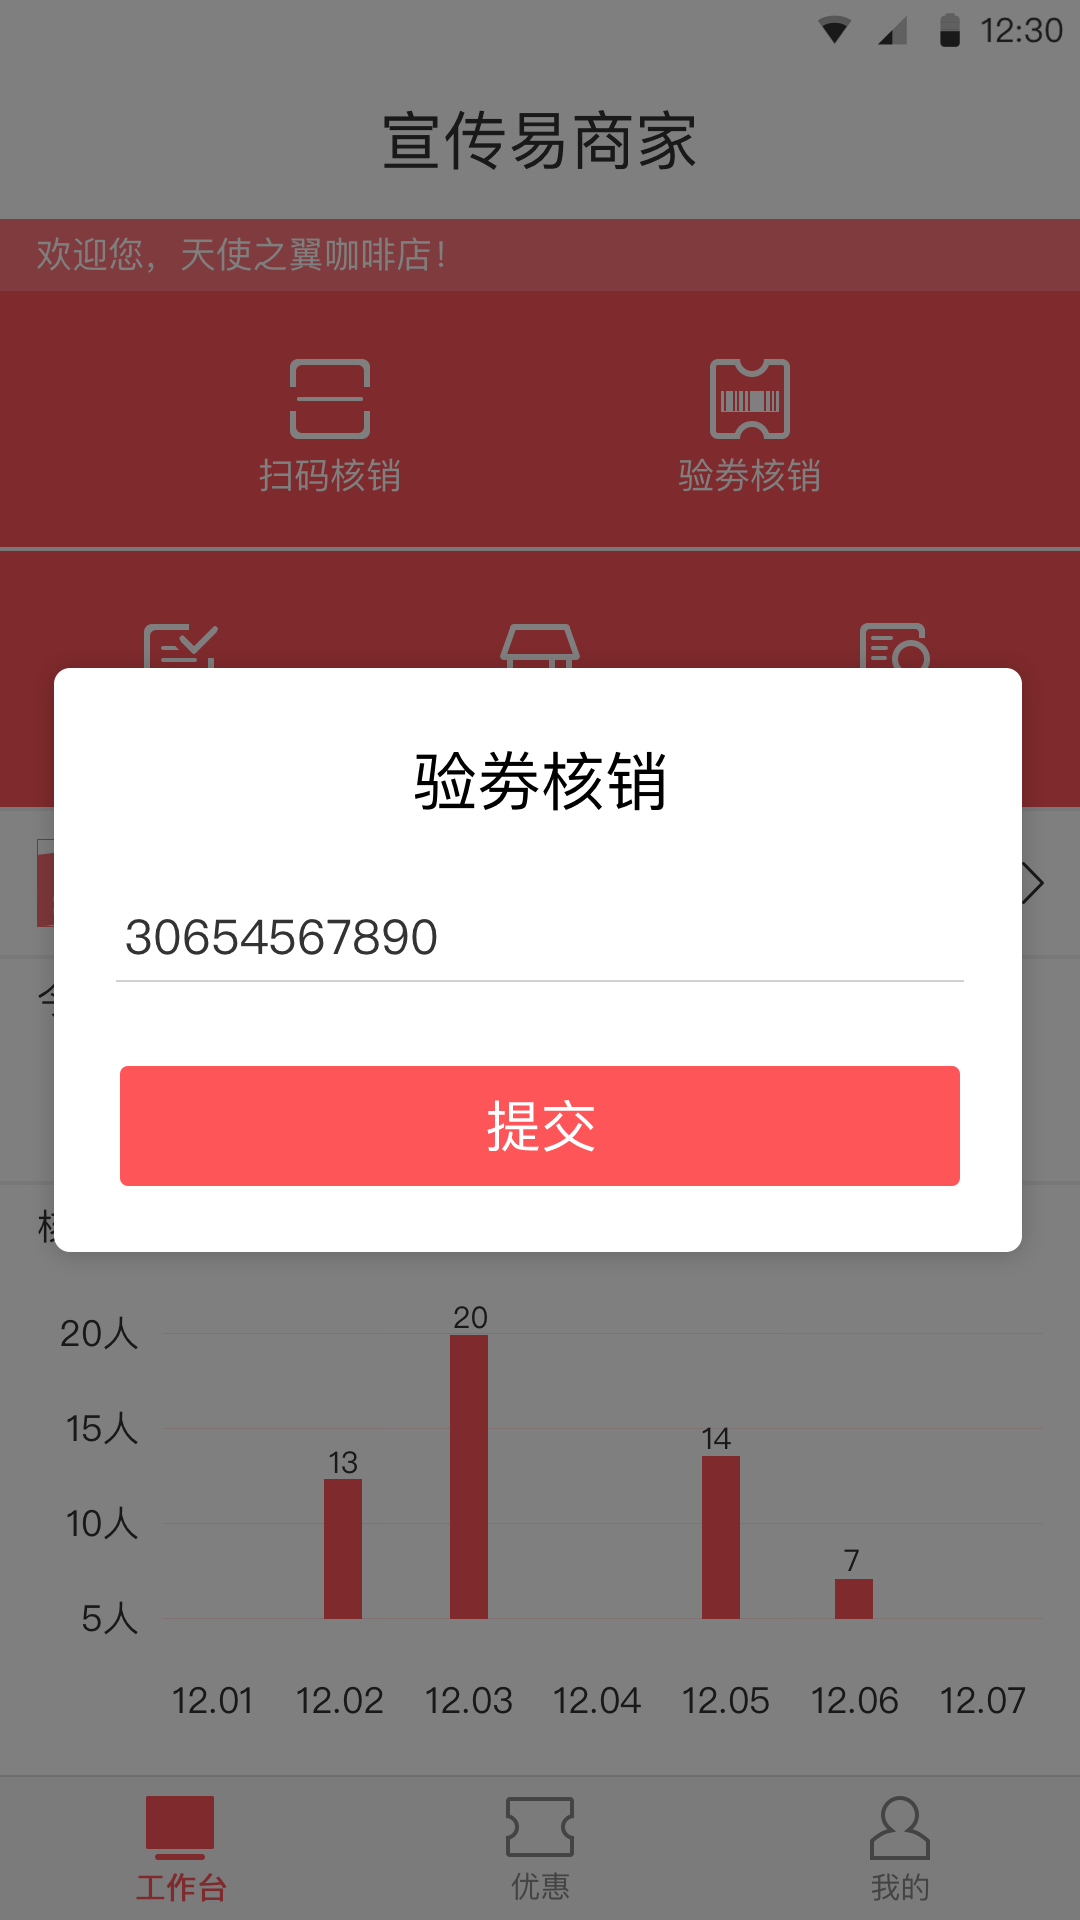 12:30
宣传易商家
欢迎您，天使之翼咖啡店！
扫码核销 验券核销
验券核销
30654567890
今
提交
核
20人
15人
10人
5人
20
13
14
7
12.01 12.02 12.03 12.04 12.05 12.06 12.07
工作台 优惠 我的